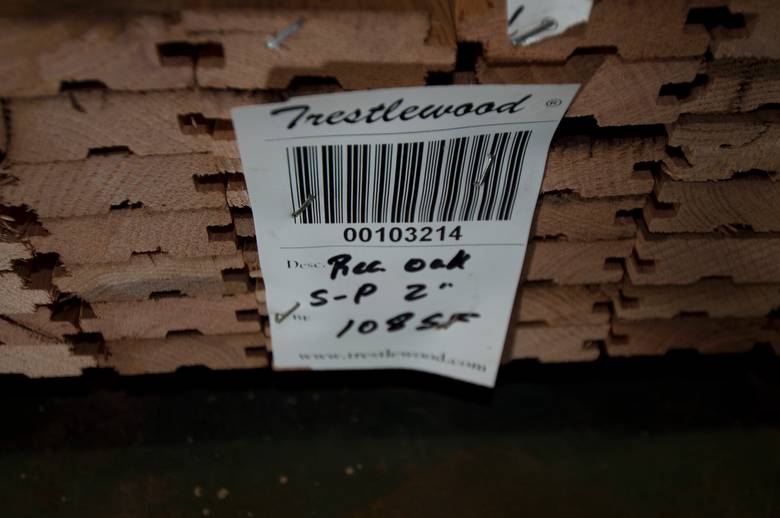 Trestlewood ®
00103214
Desc. Rec Oak
S-P 2"
108 SF
www.trestlewood.com